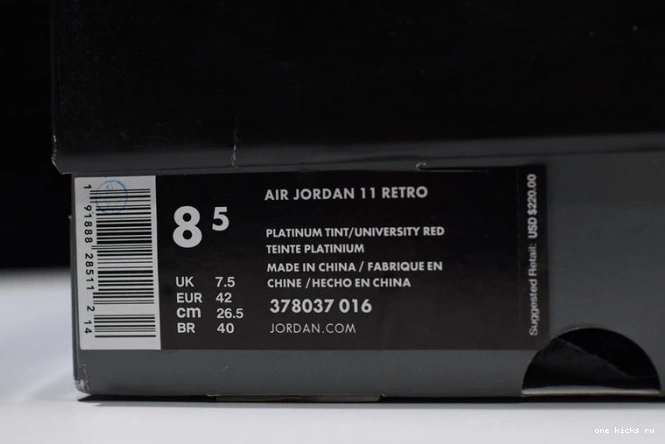 1 91888 28511 2 14
8 5
UK 7.5
EUR 42
cm 26.5
BR 40
AIR JORDAN 11 RETRO
PLATINUM TINT/UNIVERSITY RED
TEINTE PLATINIUM
MADE IN CHINA / FABRIQUE EN
CHINE / HECHO EN CHINA
378037 016
JORDAN.COM
Suggested Retail: USD $220.00
one kicks ru